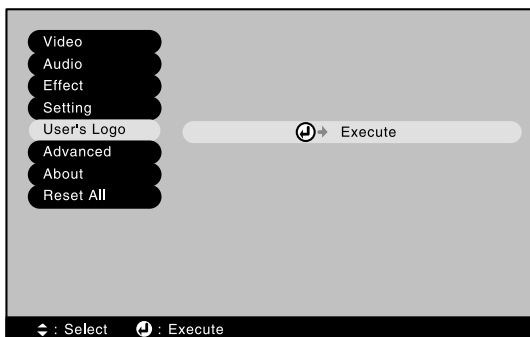 Video
Audio
Effect
Setting
User's Logo
Execute
Advanced
About
Reset All
: Select : Execute